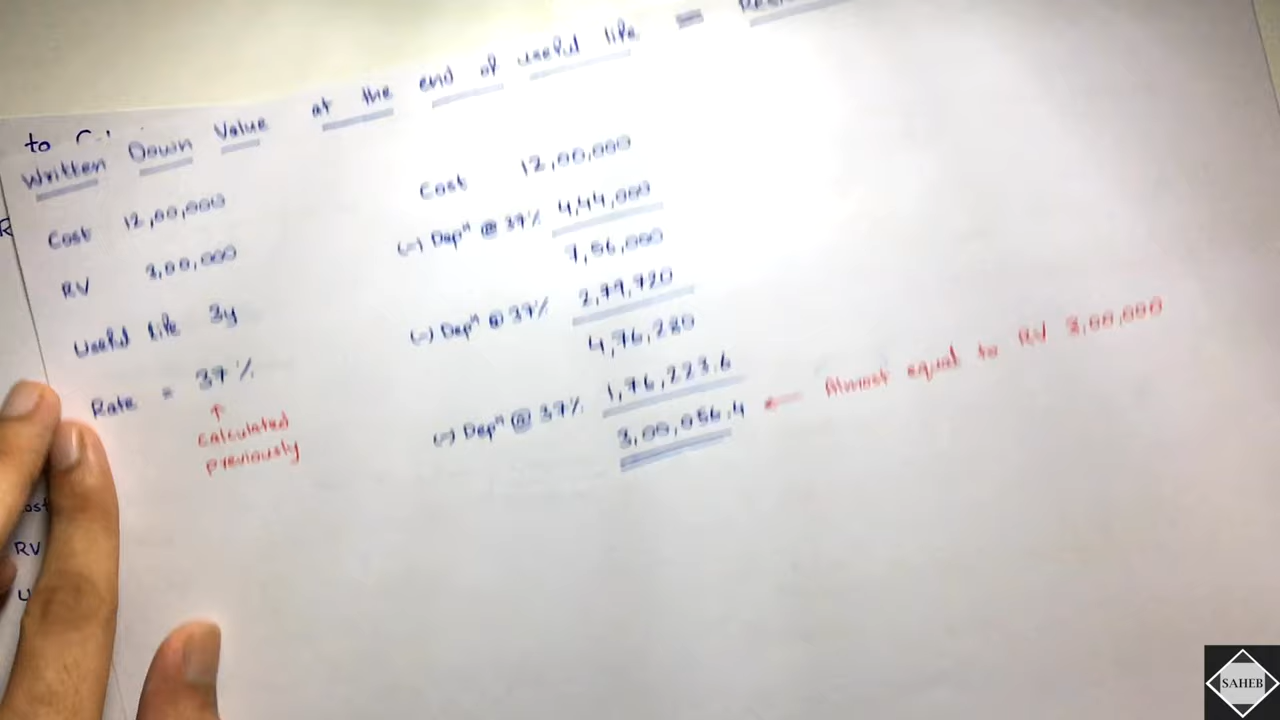 to
Written Down Value at the end of useful life =
Cost 12,00,000
RV 3,00,000
Useful life 3y
Rate = 37%
↑
calculated
previously
Cost 12,00,000
(-) Depⁿ @ 37% 4,44,000
7,56,000
(-) Depⁿ @ 37% 2,79,720
4,76,280
(-) Depⁿ @ 37% 1,76,223.6
3,00,056.4 ← Almost equal to RV 3,00,000
RV
SAHEB